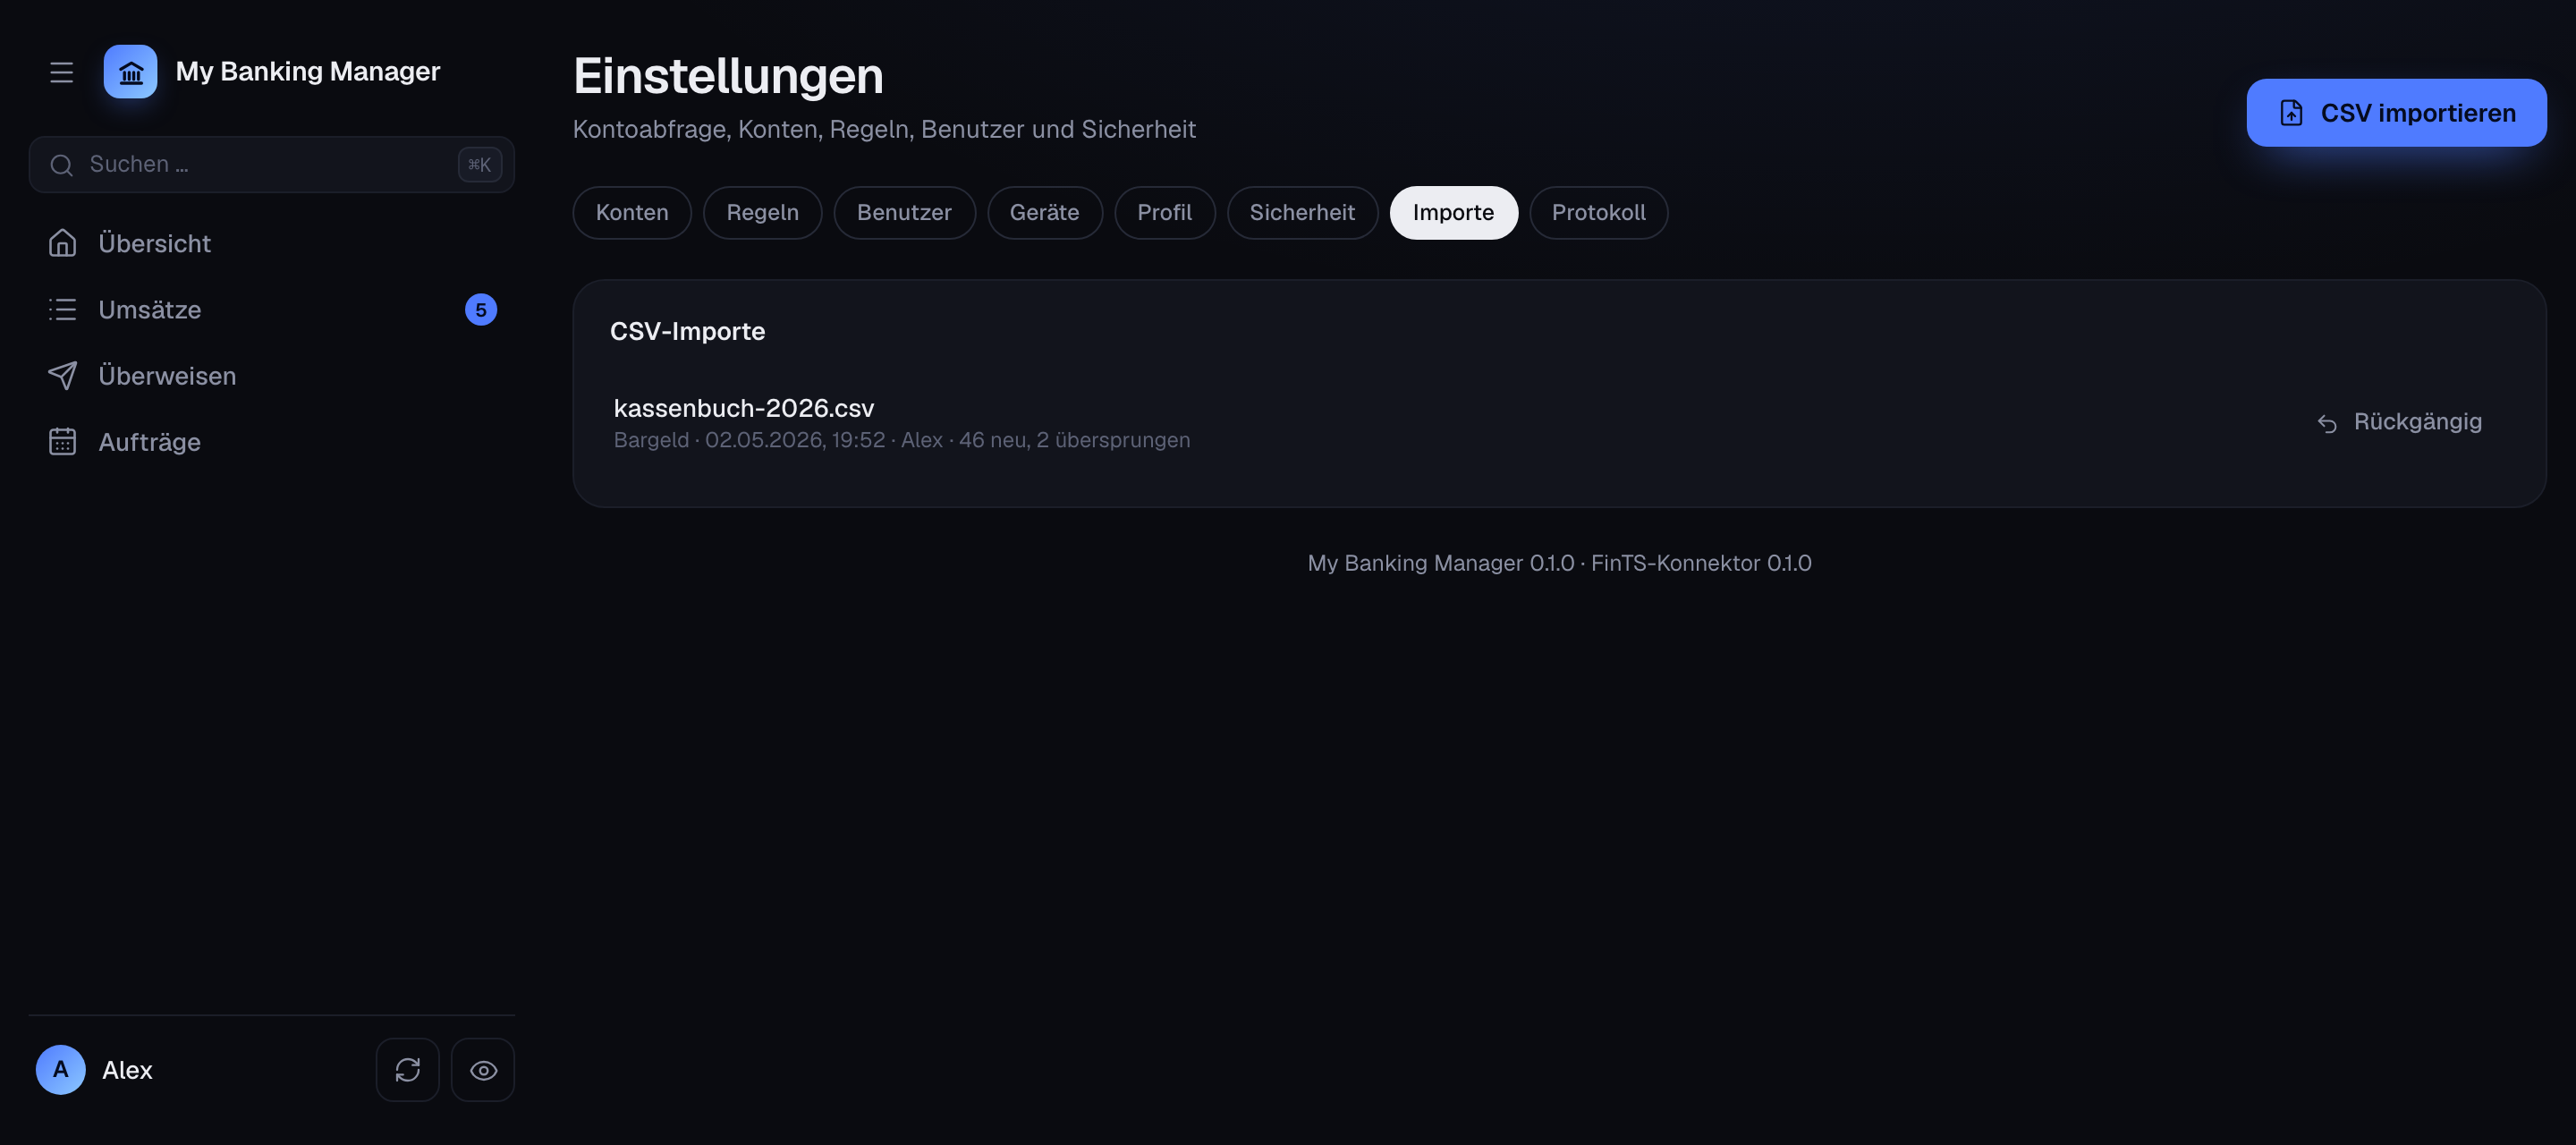 My Banking Manager
Suchen …
⌘K
Übersicht
Umsätze
5
Überweisen
Aufträge
A
Alex
Einstellungen
Kontoabfrage, Konten, Regeln, Benutzer und Sicherheit
CSV importieren
Konten
Regeln
Benutzer
Geräte
Profil
Sicherheit
Importe
Protokoll
CSV-Importe
kassenbuch-2026.csv
Bargeld · 02.05.2026, 19:52 · Alex · 46 neu, 2 übersprungen
Rückgängig
My Banking Manager 0.1.0 · FinTS-Konnektor 0.1.0